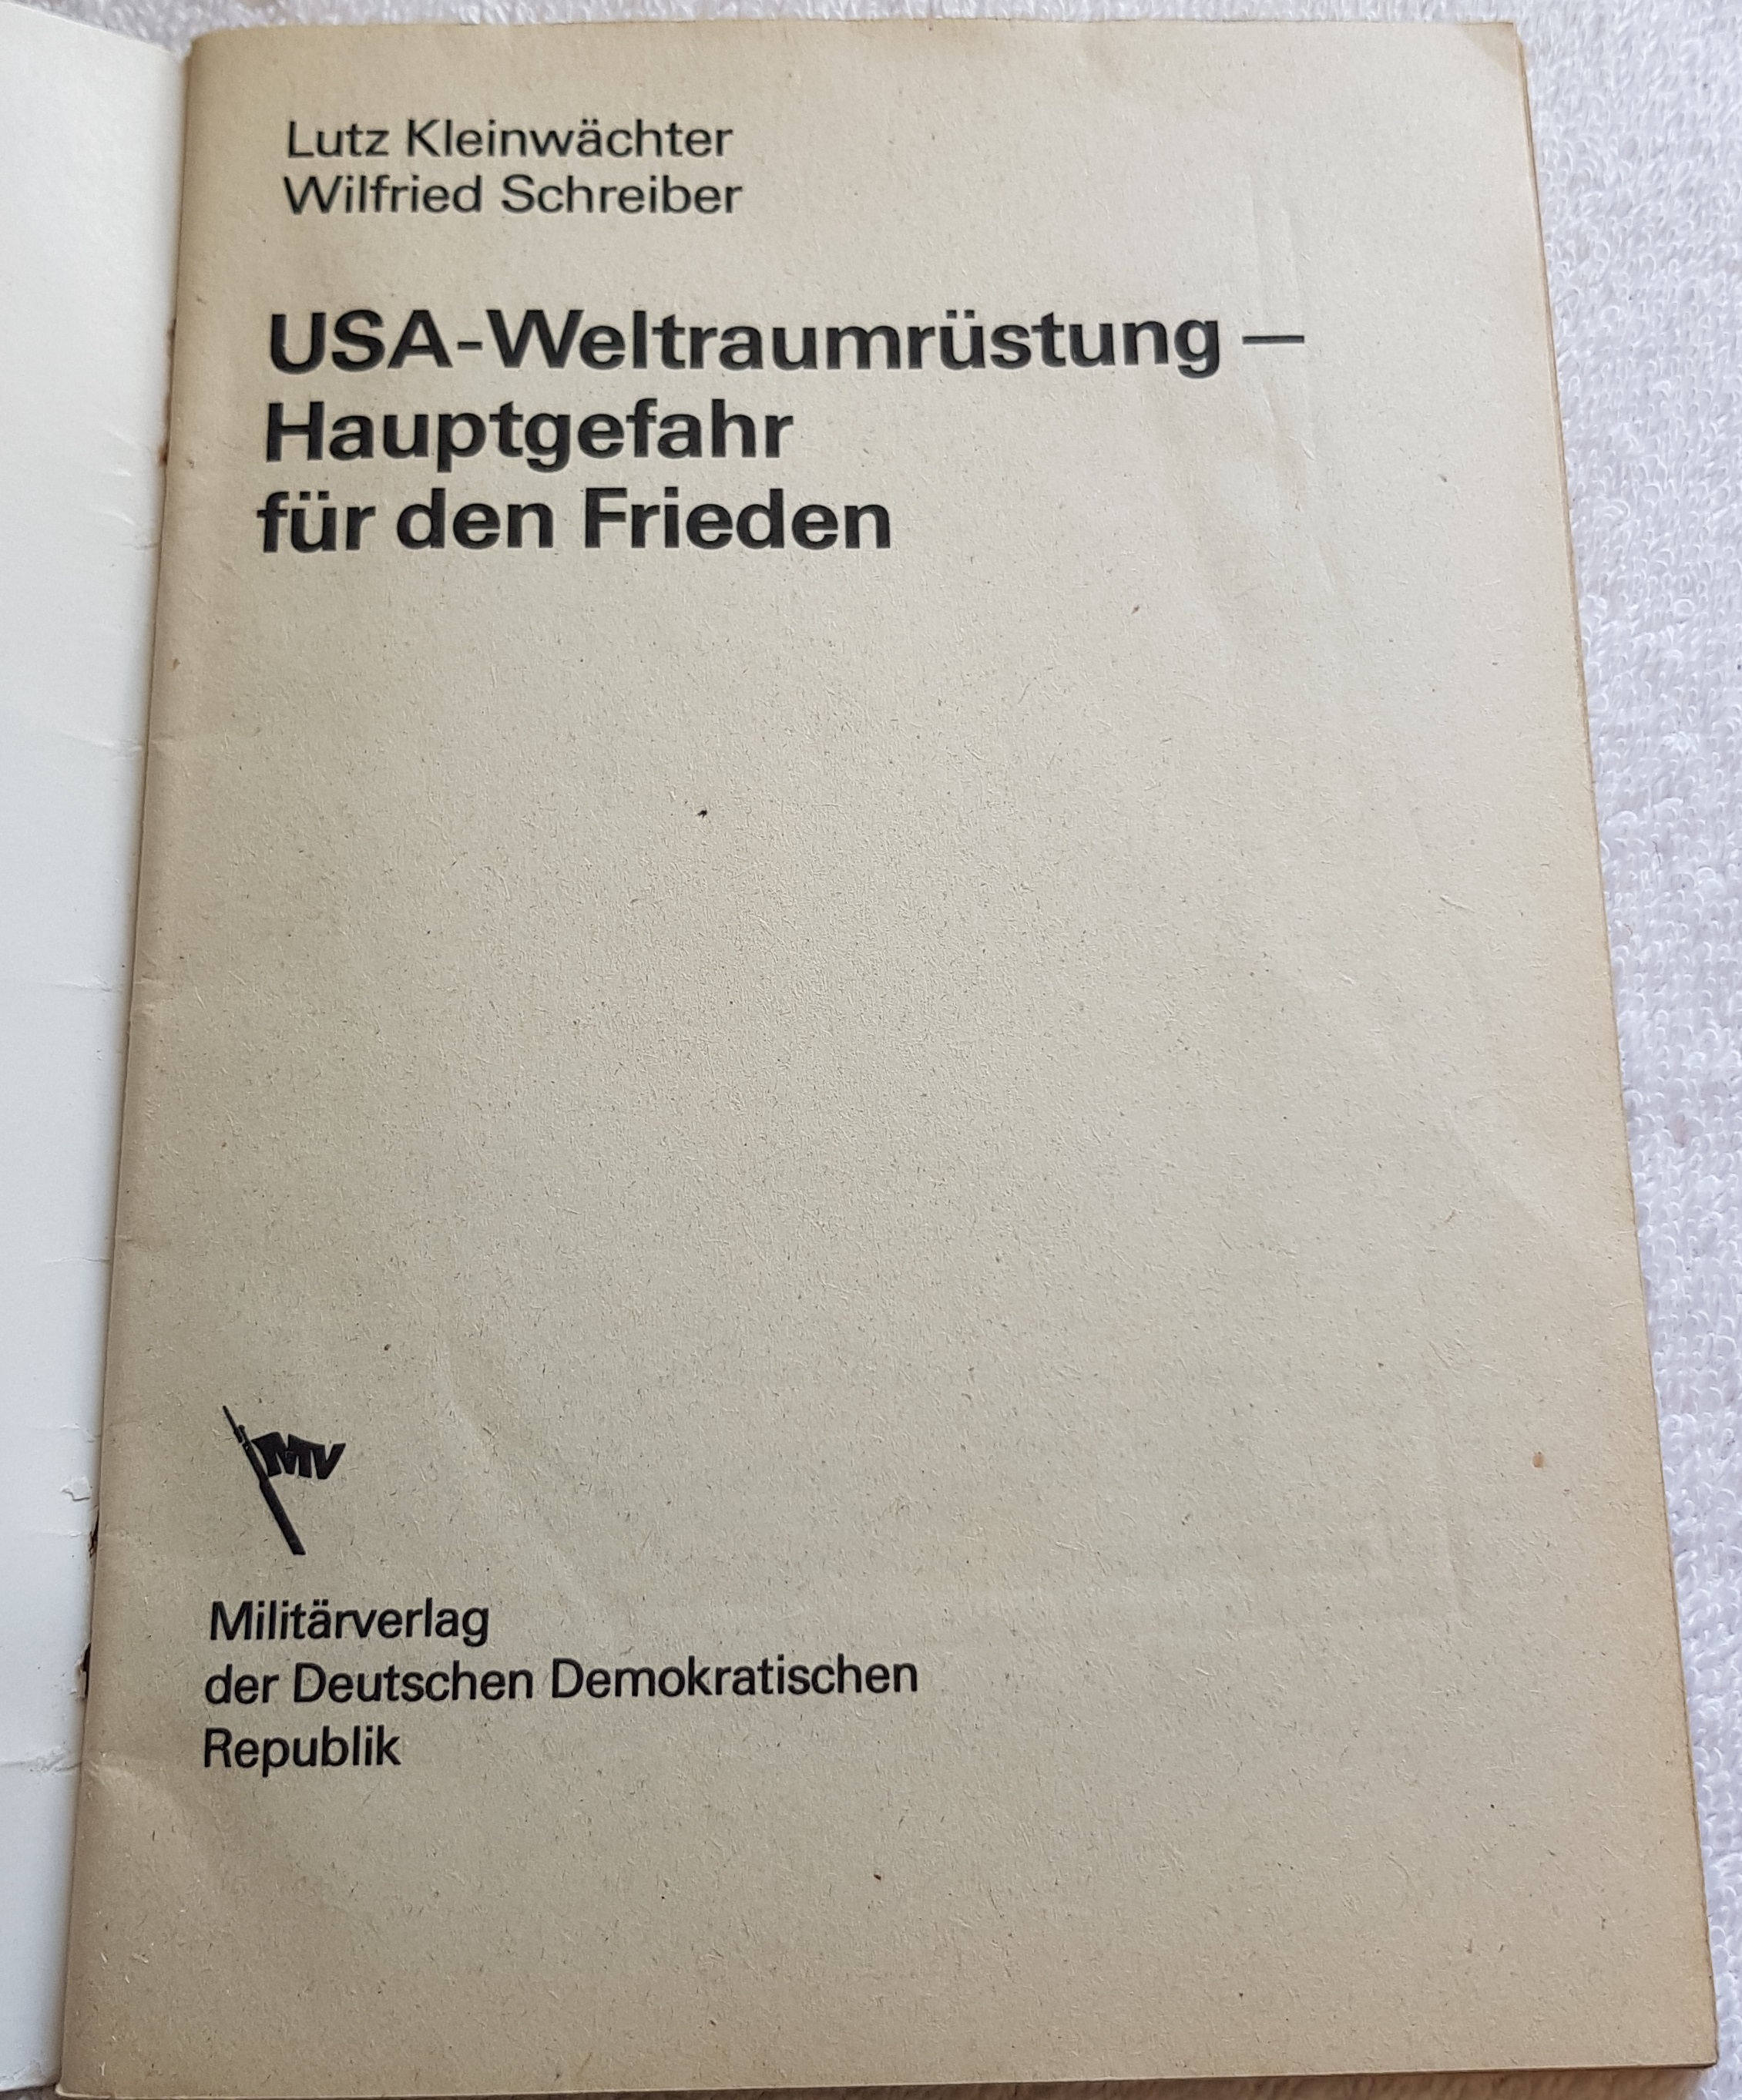 Lutz Kleinwächter
Wilfried Schreiber
USA-Weltraumrüstung —
Hauptgefahr
für den Frieden
MV
Militärverlag
der Deutschen Demokratischen
Republik